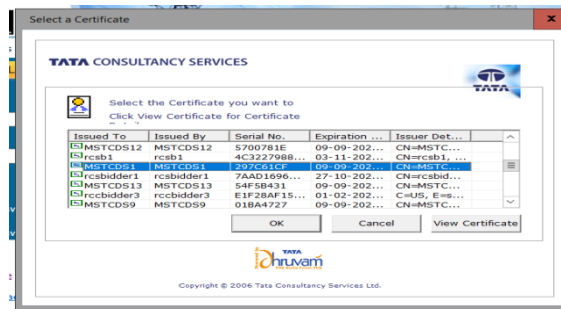 Select a Certificate
x
TATA CONSULTANCY SERVICES
TATA
Select the Certificate you want to
Click View Certificate for Certificate
Issued To Issued By Serial No. Expiration ... Issuer Det...
MSTCDS12 MSTCDS12 5700781E 09-09-202... CN=MSTC...
rcsb1 rcsb1 4C3227988... 03-11-202... CN=rcsb1, ...
MSTCDS1 MSTCDS1 297C61CF 09-09-202... CN=MSTC...
rcsbidder1 rcsbidder1 7AAD1696... 27-10-202... CN=rcsbid...
MSTCDS13 MSTCDS13 54F5B431 09-09-202... CN=MSTC...
rccbidder3 rccbidder3 E1F28AF15... 01-02-202... C=US, E=s...
MSTCDS9 MSTCDS9 01BA4727 09-09-202... CN=MSTC...
OK Cancel View Certificate
TATA
Dhruvam
Copyright © 2006 Tata Consultancy Services Ltd.